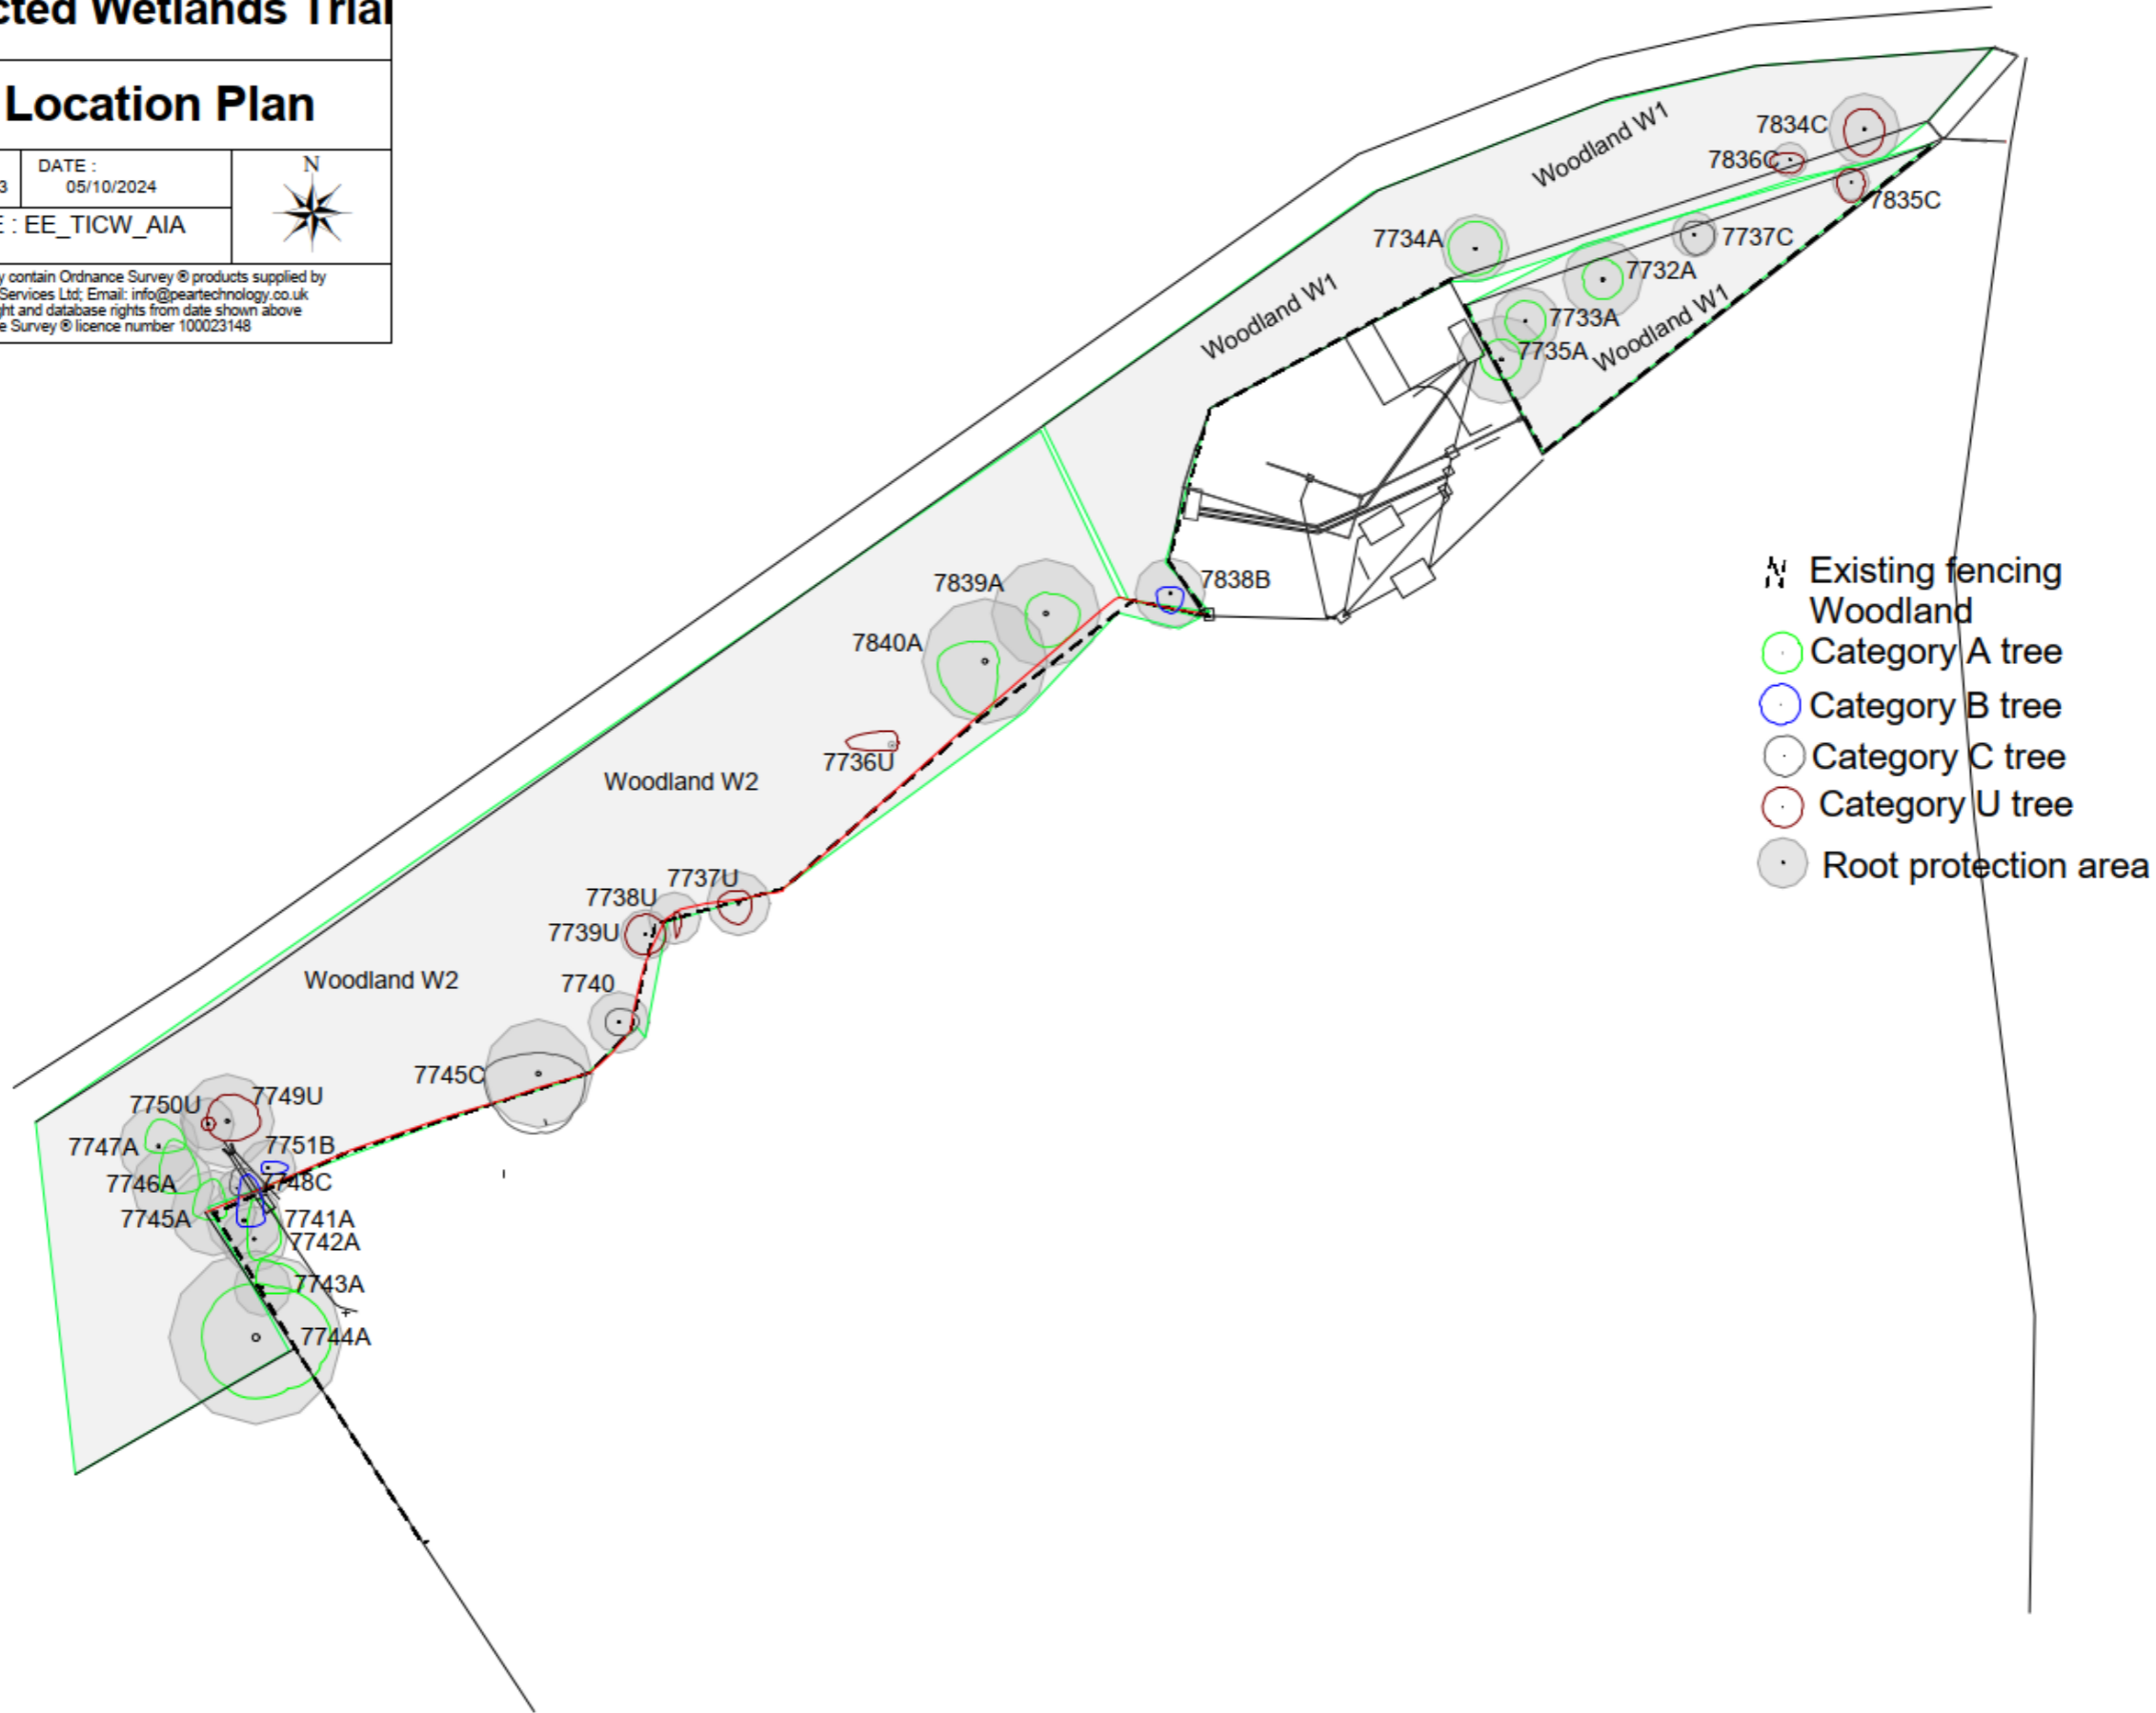 cted Wetlands Trial
Location Plan
3
DATE :
05/10/2024
N
E : EE_TICW_AIA
y contain Ordnance Survey ® products supplied by
Services Ltd; Email: info@peartechnology.co.uk
ht and database rights from date shown above
e Survey ® licence number 100023148
Woodland W1
7834C
7836C
7835C
7734A
7737C
7732A
Woodland W1
7733A
Woodland W1
7735A
Existing fencing
Woodland
Category A tree
Category B tree
Category C tree
Category U tree
Root protection area
7839A
7838B
7840A
7736U
Woodland W2
7737U
7738U
7739U
Woodland W2
7740
7745C
7749U
7750U
7747A
7751B
7746A
7748C
7745A
7741A
7742A
7743A
7744A